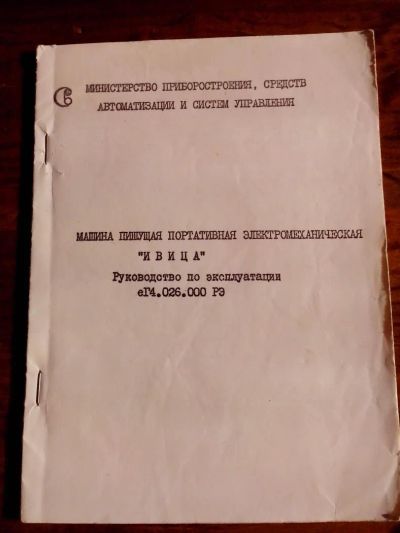 МИНИСТЕРСТВО ПРИБОРОСТРОЕНИЯ, СРЕДСТВ
АВТОМАТИЗАЦИИ И СИСТЕМ УПРАВЛЕНИЯ
МАШИНА ПИШУЩАЯ ПОРТАТИВНАЯ ЭЛЕКТРОМЕХАНИЧЕСКАЯ
"И В И Ц А"
Руководство по эксплуатации
еГ4.026.000 РЭ